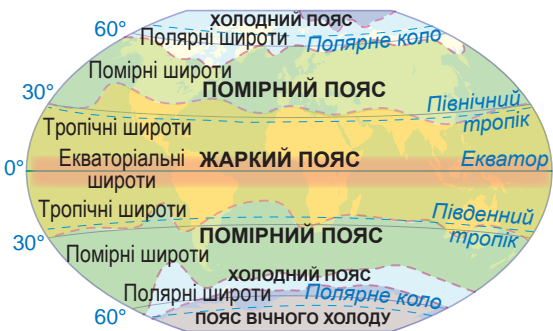 ХОЛОДНИЙ ПОЯС
60°
Полярні широти
Полярне коло
Помірні широти
ПОМІРНИЙ ПОЯС
30°
Північний
тропік
Тропічні широти
Екваторіальні
широти
ЖАРКИЙ ПОЯС
Екватор
0°
Тропічні широти
Південний
тропік
30°
ПОМІРНИЙ ПОЯС
Помірні широти
ХОЛОДНИЙ ПОЯС
Полярні широти
Полярне коло
60°
ПОЯС ВІЧНОГО ХОЛОДУ